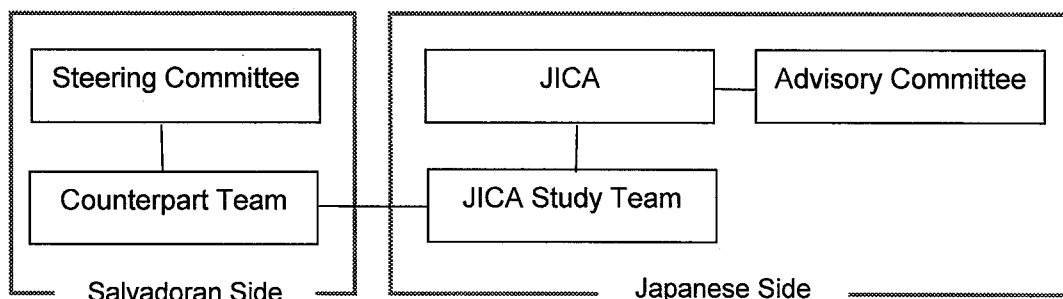 Steering Committee
JICA
Advisory Committee
Counterpart Team
JICA Study Team
Salvadoran Side
Japanese Side